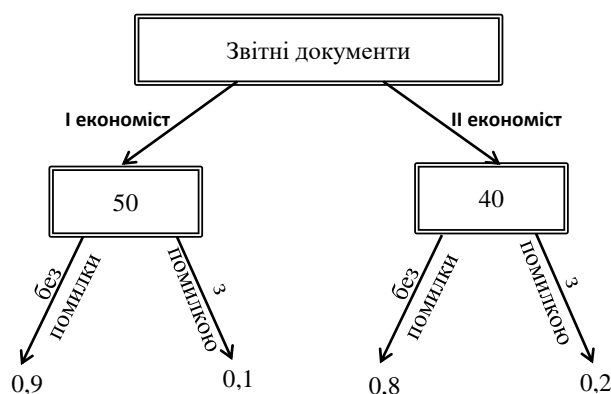 Звітні документи
І економіст
ІІ економіст
50
40
без
помилки
з
помилкою
без
помилки
з
помилкою
0,9
0,1
0,8
0,2